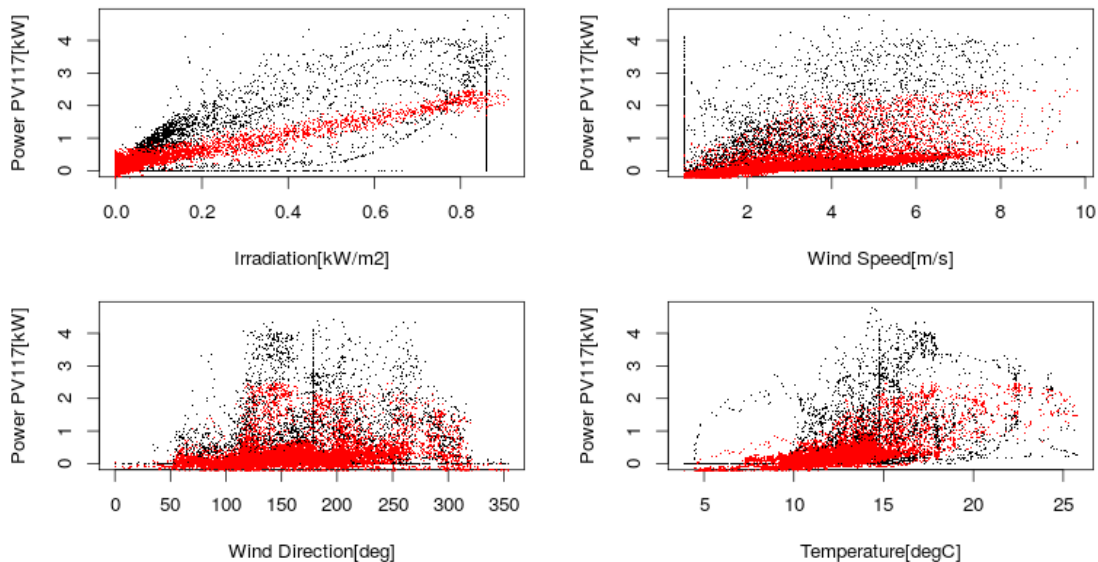 Power PV117[kW]
4
3
2
1
0
0.0 0.2 0.4 0.6 0.8
Irradiation[kW/m2]
Power PV117[kW]
4
3
2
1
0
2 4 6 8 10
Wind Speed[m/s]
Power PV117[kW]
4
3
2
1
0
0 50 100 150 200 250 300 350
Wind Direction[deg]
Power PV117[kW]
4
3
2
1
0
5 10 15 20 25
Temperature[degC]